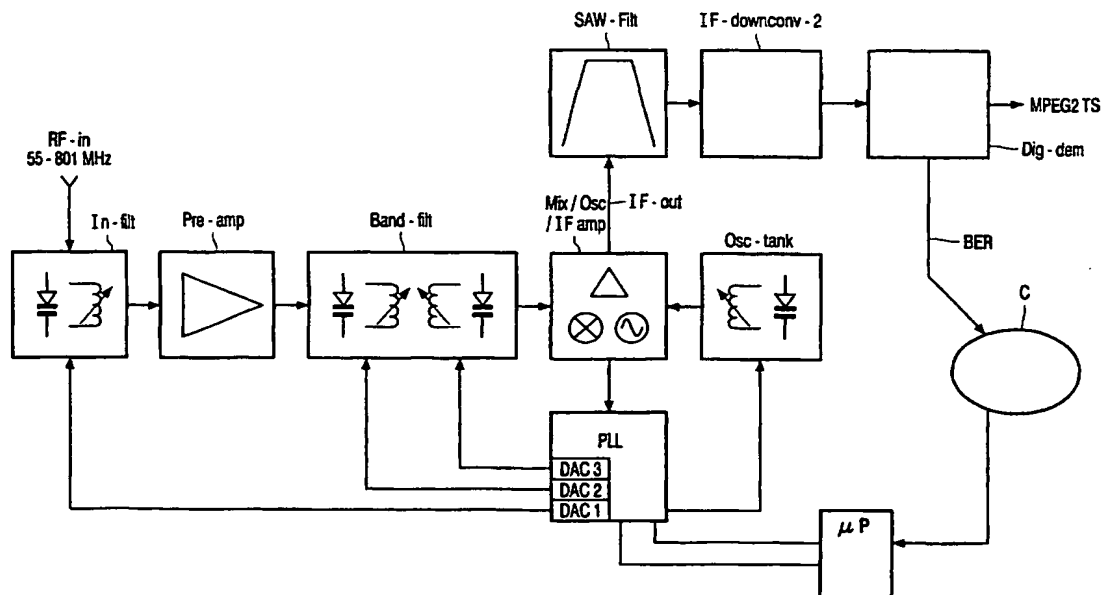 SAW - Filt
IF - downconv - 2
MPEG2 TS
Dig - dem
RF - in
55 - 801 MHz
In - filt
Pre - amp
Band - filt
Mix / Osc
/ IF amp
IF - out
Osc - tank
BER
C
PLL
DAC 3
DAC 2
DAC 1
μP